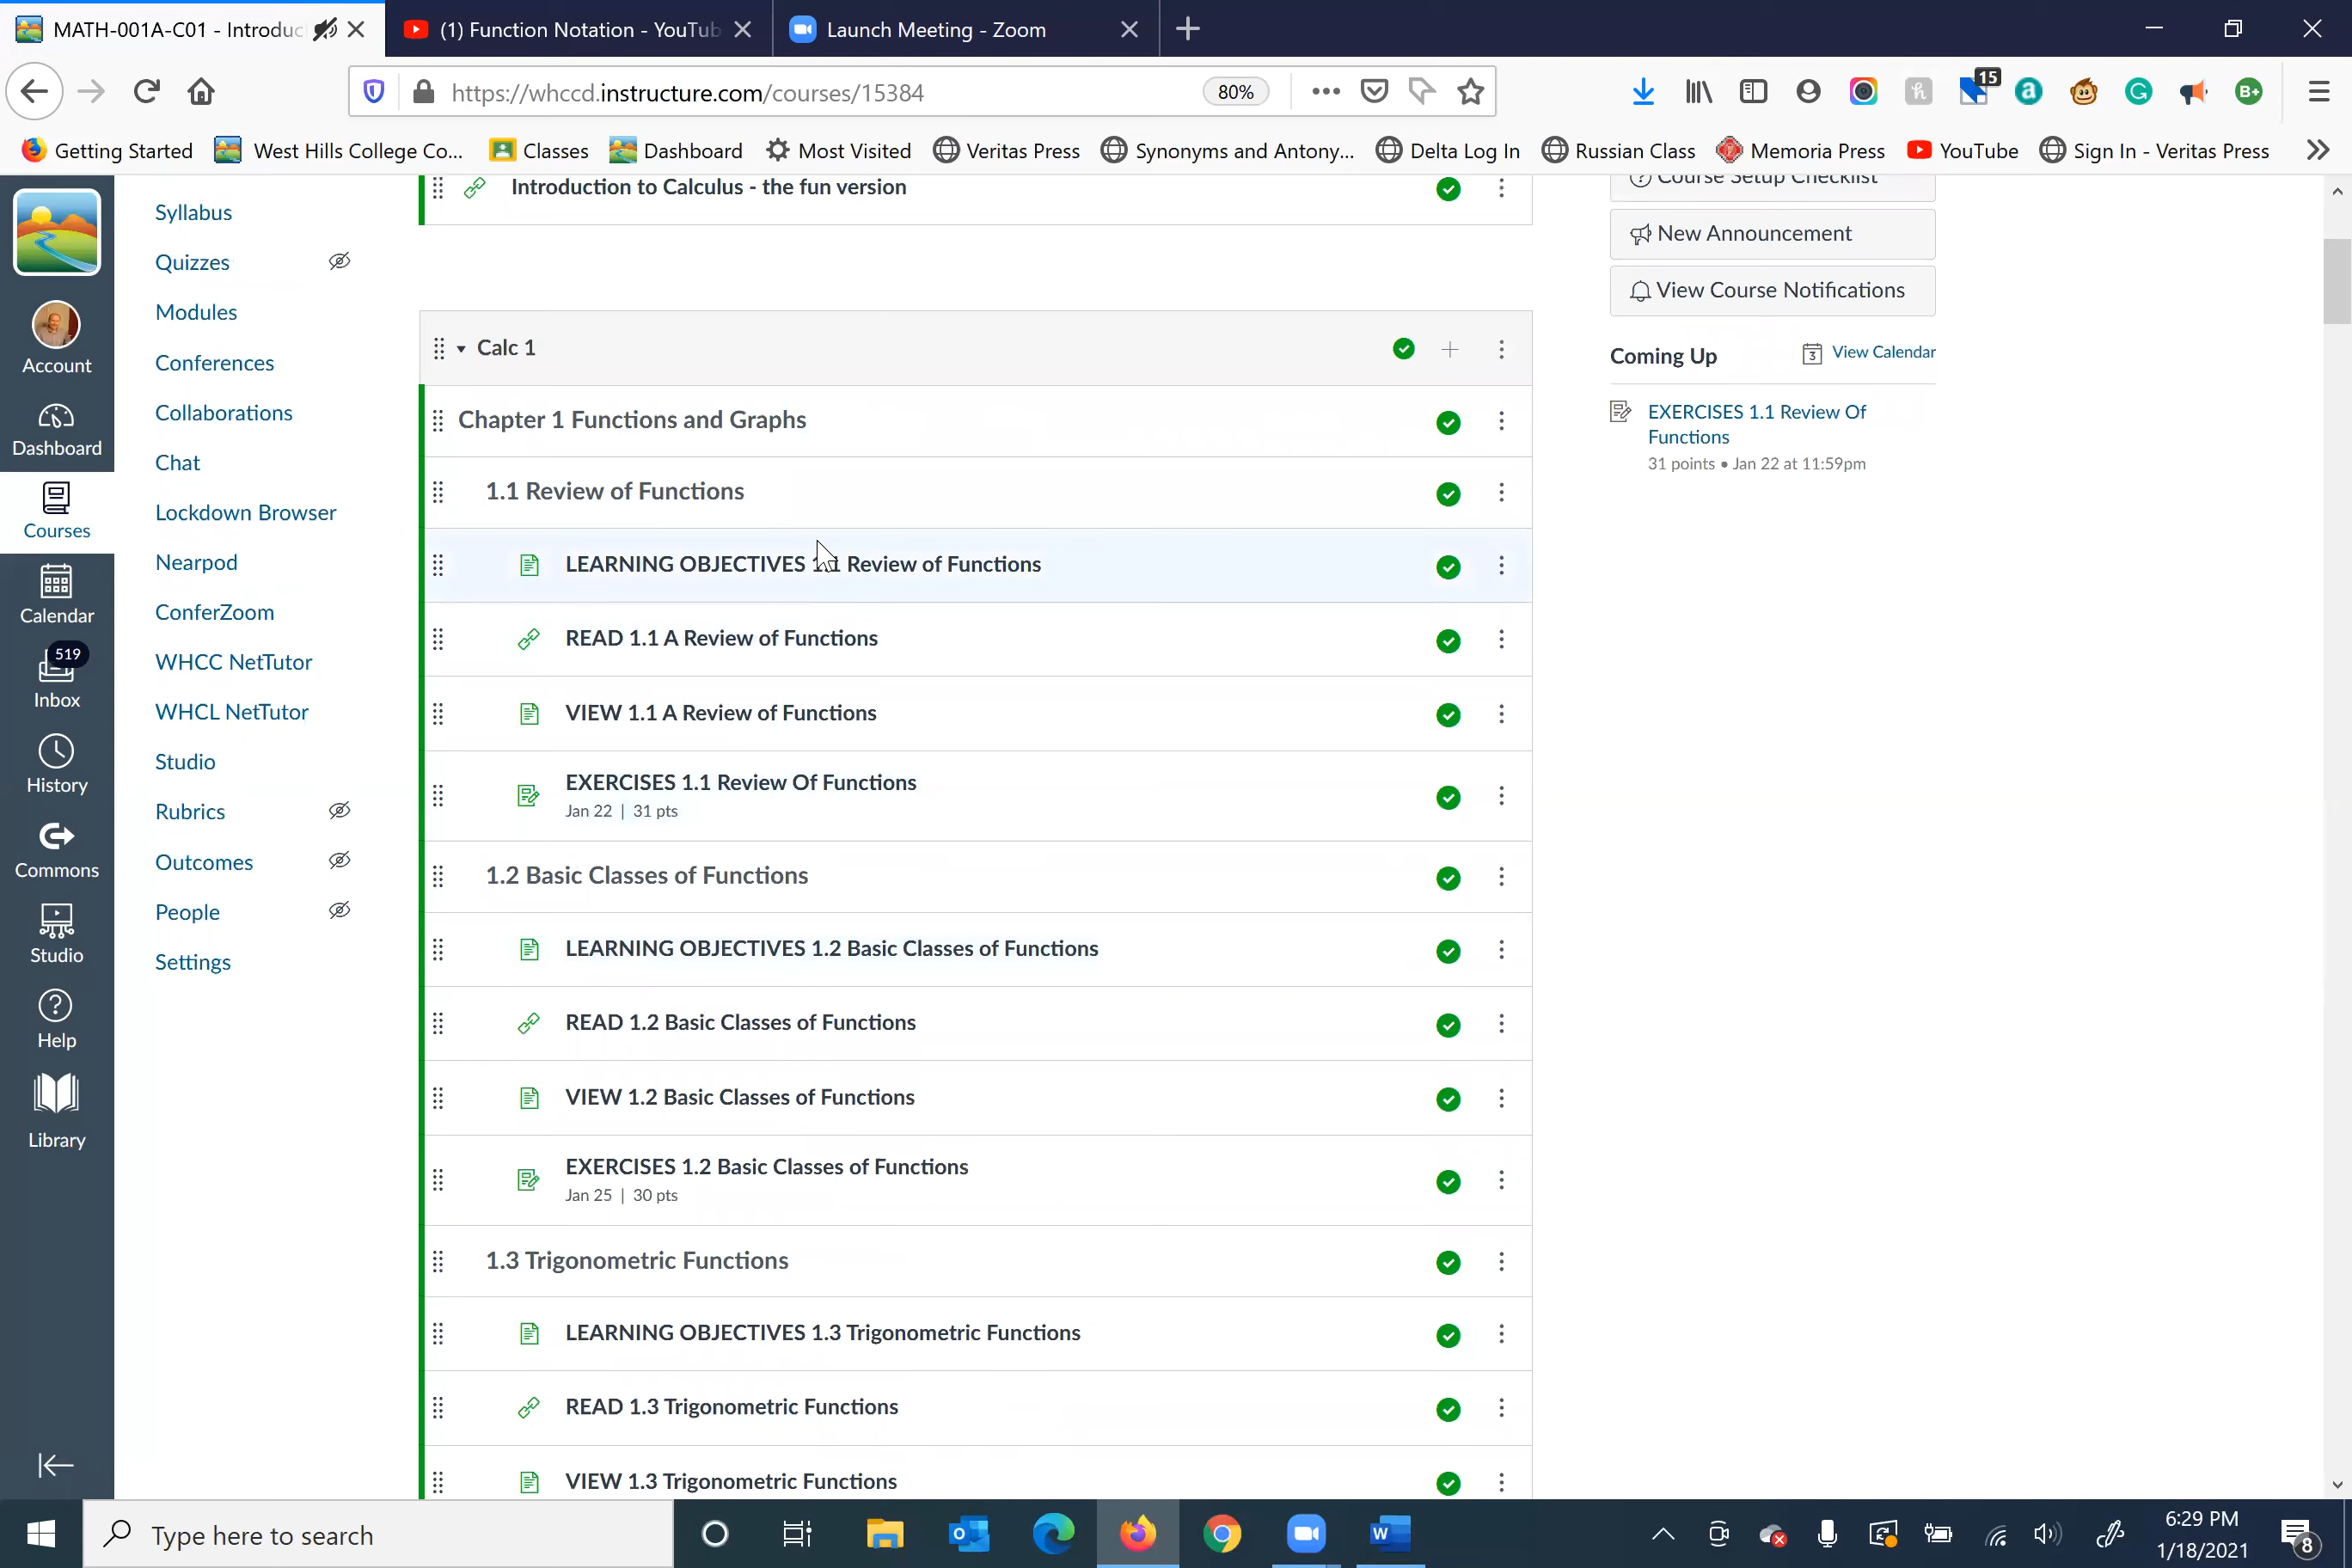 MATH-001A-C01 - Introduc
(1) Function Notation - YouTub
Launch Meeting - Zoom
https://whccd.instructure.com/courses/15384
80%
15
B+
Getting Started
West Hills College Co...
Classes
Dashboard
Most Visited
Veritas Press
Synonyms and Antony...
Delta Log In
Russian Class
Memoria Press
YouTube
Sign In - Veritas Press
Account
Dashboard
Courses
Calendar
519
Inbox
History
Commons
Studio
Help
Library
Syllabus
Quizzes
Modules
Conferences
Collaborations
Chat
Lockdown Browser
Nearpod
ConferZoom
WHCC NetTutor
WHCL NetTutor
Studio
Rubrics
Outcomes
People
Settings
Introduction to Calculus - the fun version
Calc 1
Chapter 1 Functions and Graphs
1.1 Review of Functions
LEARNING OBJECTIVES 1.1 Review of Functions
READ 1.1 A Review of Functions
VIEW 1.1 A Review of Functions
EXERCISES 1.1 Review Of Functions
Jan 22 | 31 pts
1.2 Basic Classes of Functions
LEARNING OBJECTIVES 1.2 Basic Classes of Functions
READ 1.2 Basic Classes of Functions
VIEW 1.2 Basic Classes of Functions
EXERCISES 1.2 Basic Classes of Functions
Jan 25 | 30 pts
1.3 Trigonometric Functions
LEARNING OBJECTIVES 1.3 Trigonometric Functions
READ 1.3 Trigonometric Functions
VIEW 1.3 Trigonometric Functions
Course Setup Checklist
New Announcement
View Course Notifications
Coming Up
3
View Calendar
EXERCISES 1.1 Review Of
Functions
31 points • Jan 22 at 11:59pm
Type here to search
6:29 PM
1/18/2021
8